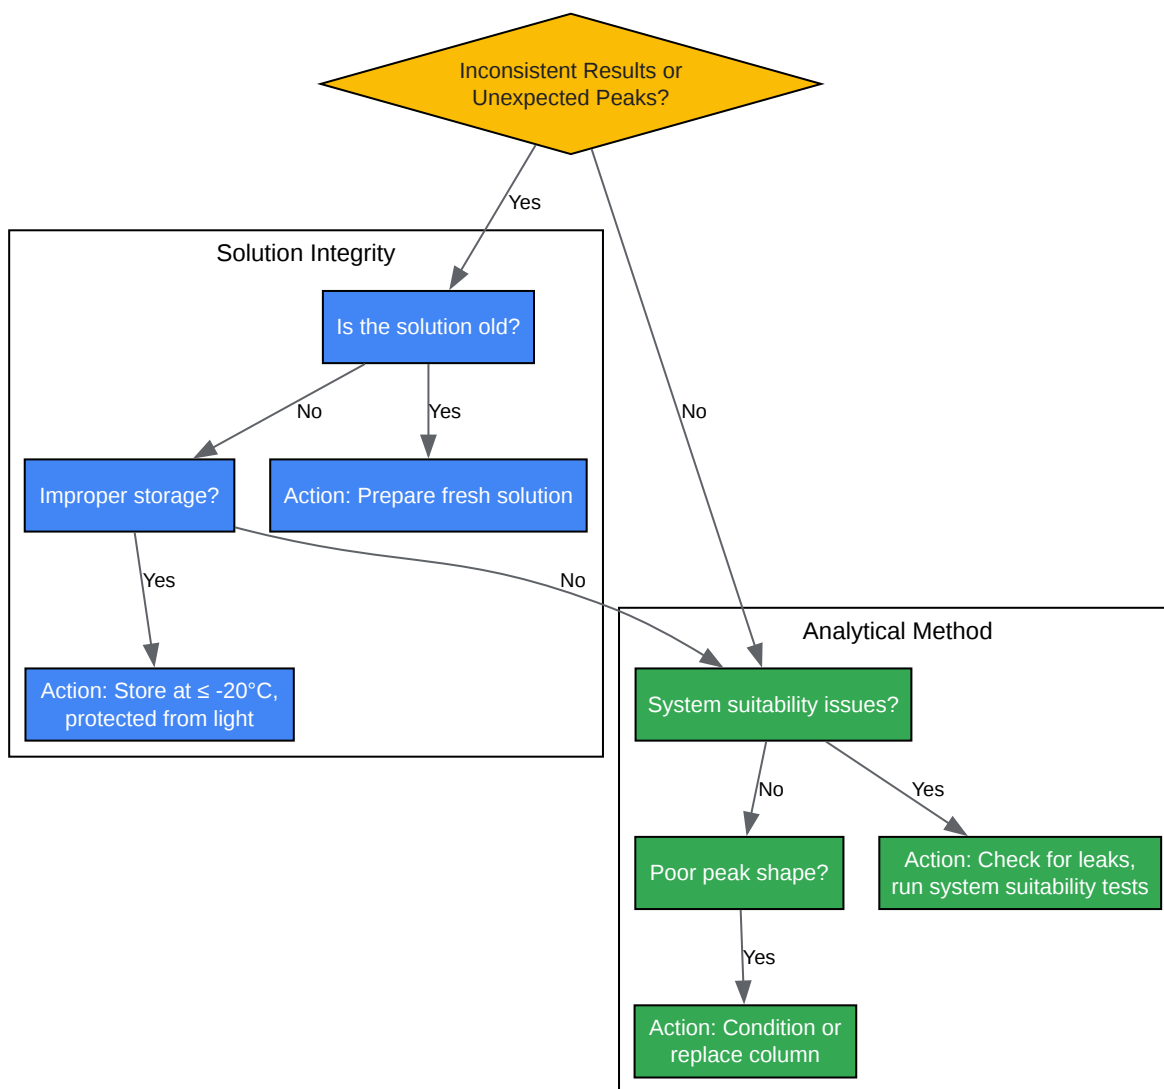 Inconsistent Results or
Unexpected Peaks?
Yes
Solution Integrity
Is the solution old?
No
Yes
No
Improper storage?
Action: Prepare fresh solution
Yes
No
Analytical Method
Action: Store at ≤ -20°C,
protected from light
System suitability issues?
No
Yes
Poor peak shape?
Action: Check for leaks,
run system suitability tests
Yes
Action: Condition or
replace column